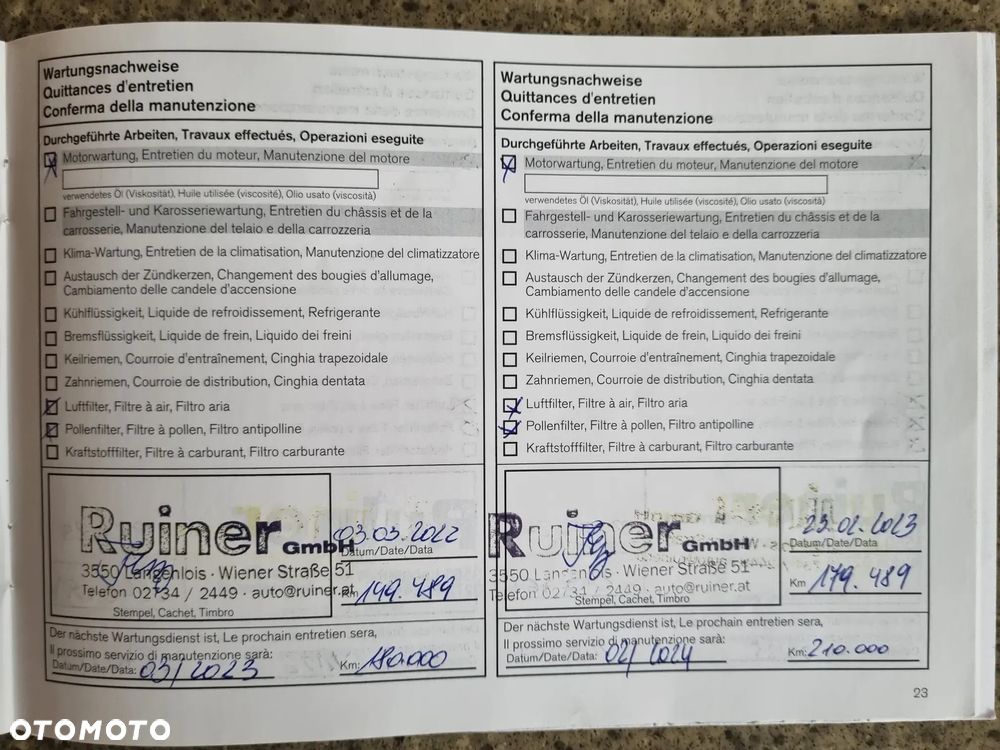 Wartungsnachweise
Quittances d'entretien
Conferma della manutenzione
Durchgeführte Arbeiten, Travaux effectués, Operazioni eseguite
Motorwartung, Entretien du moteur, Manutenzione del motore
verwendetes Öl (Viskosität), Huile utilisée (viscosité), Olio usato (viscosità)
Fahrgestell- und Karosseriewartung, Entretien du châssis et de la
carrosserie, Manutenzione del telaio e della carrozzeria
Klima-Wartung, Entretien de la climatisation, Manutenzione del climatizzatore
Austausch der Zündkerzen, Changement des bougies d'allumage,
Cambiamento delle candele d'accensione
Kühlflüssigkeit, Liquide de refroidissement, Refrigerante
Bremsflüssigkeit, Liquide de frein, Liquido dei freini
Keilriemen, Courroie d'entraînement, Cinghia trapezoidale
Zahnriemen, Courroie de distribution, Cinghia dentata
Luftfilter, Filtre à air, Filtro aria
Pollenfilter, Filtre à pollen, Filtro antipolline
Kraftstofffilter, Filtre à carburant, Filtro carburante
Ruiner GmbH
03.03.2022
Datum/Date/Data
3550 Langenlois · Wiener Straße 51
Telefon 02734 / 2449 · auto@ruiner.at
Km 149.489
Stempel, Cachet, Timbro
Der nächste Wartungsdienst ist, Le prochain entretien sera,
Il prossimo servizio di manutenzione sarà:
Datum/Date/Data: 03/2023
Km: 180.000
Wartungsnachweise
Quittances d'entretien
Conferma della manutenzione
Durchgeführte Arbeiten, Travaux effectués, Operazioni eseguite
Motorwartung, Entretien du moteur, Manutenzione del motore
verwendetes Öl (Viskosität), Huile utilisée (viscosité), Olio usato (viscosità)
Fahrgestell- und Karosseriewartung, Entretien du châssis et de la
carrosserie, Manutenzione del telaio e della carrozzeria
Klima-Wartung, Entretien de la climatisation, Manutenzione del climatizzatore
Austausch der Zündkerzen, Changement des bougies d'allumage,
Cambiamento delle candele d'accensione
Kühlflüssigkeit, Liquide de refroidissement, Refrigerante
Bremsflüssigkeit, Liquide de frein, Liquido dei freini
Keilriemen, Courroie d'entraînement, Cinghia trapezoidale
Zahnriemen, Courroie de distribution, Cinghia dentata
Luftfilter, Filtre à air, Filtro aria
Pollenfilter, Filtre à pollen, Filtro antipolline
Kraftstofffilter, Filtre à carburant, Filtro carburante
Ruiner GmbH
23.02.2023
Datum/Date/Data
3550 Langenlois · Wiener Straße 51
Telefon 02734 / 2449 · auto@ruiner.at
Km 179.489
Stempel, Cachet, Timbro
Der nächste Wartungsdienst ist, Le prochain entretien sera,
Il prossimo servizio di manutenzione sarà:
Datum/Date/Data: 02/2024
Km: 210.000
23
OTOMOTO